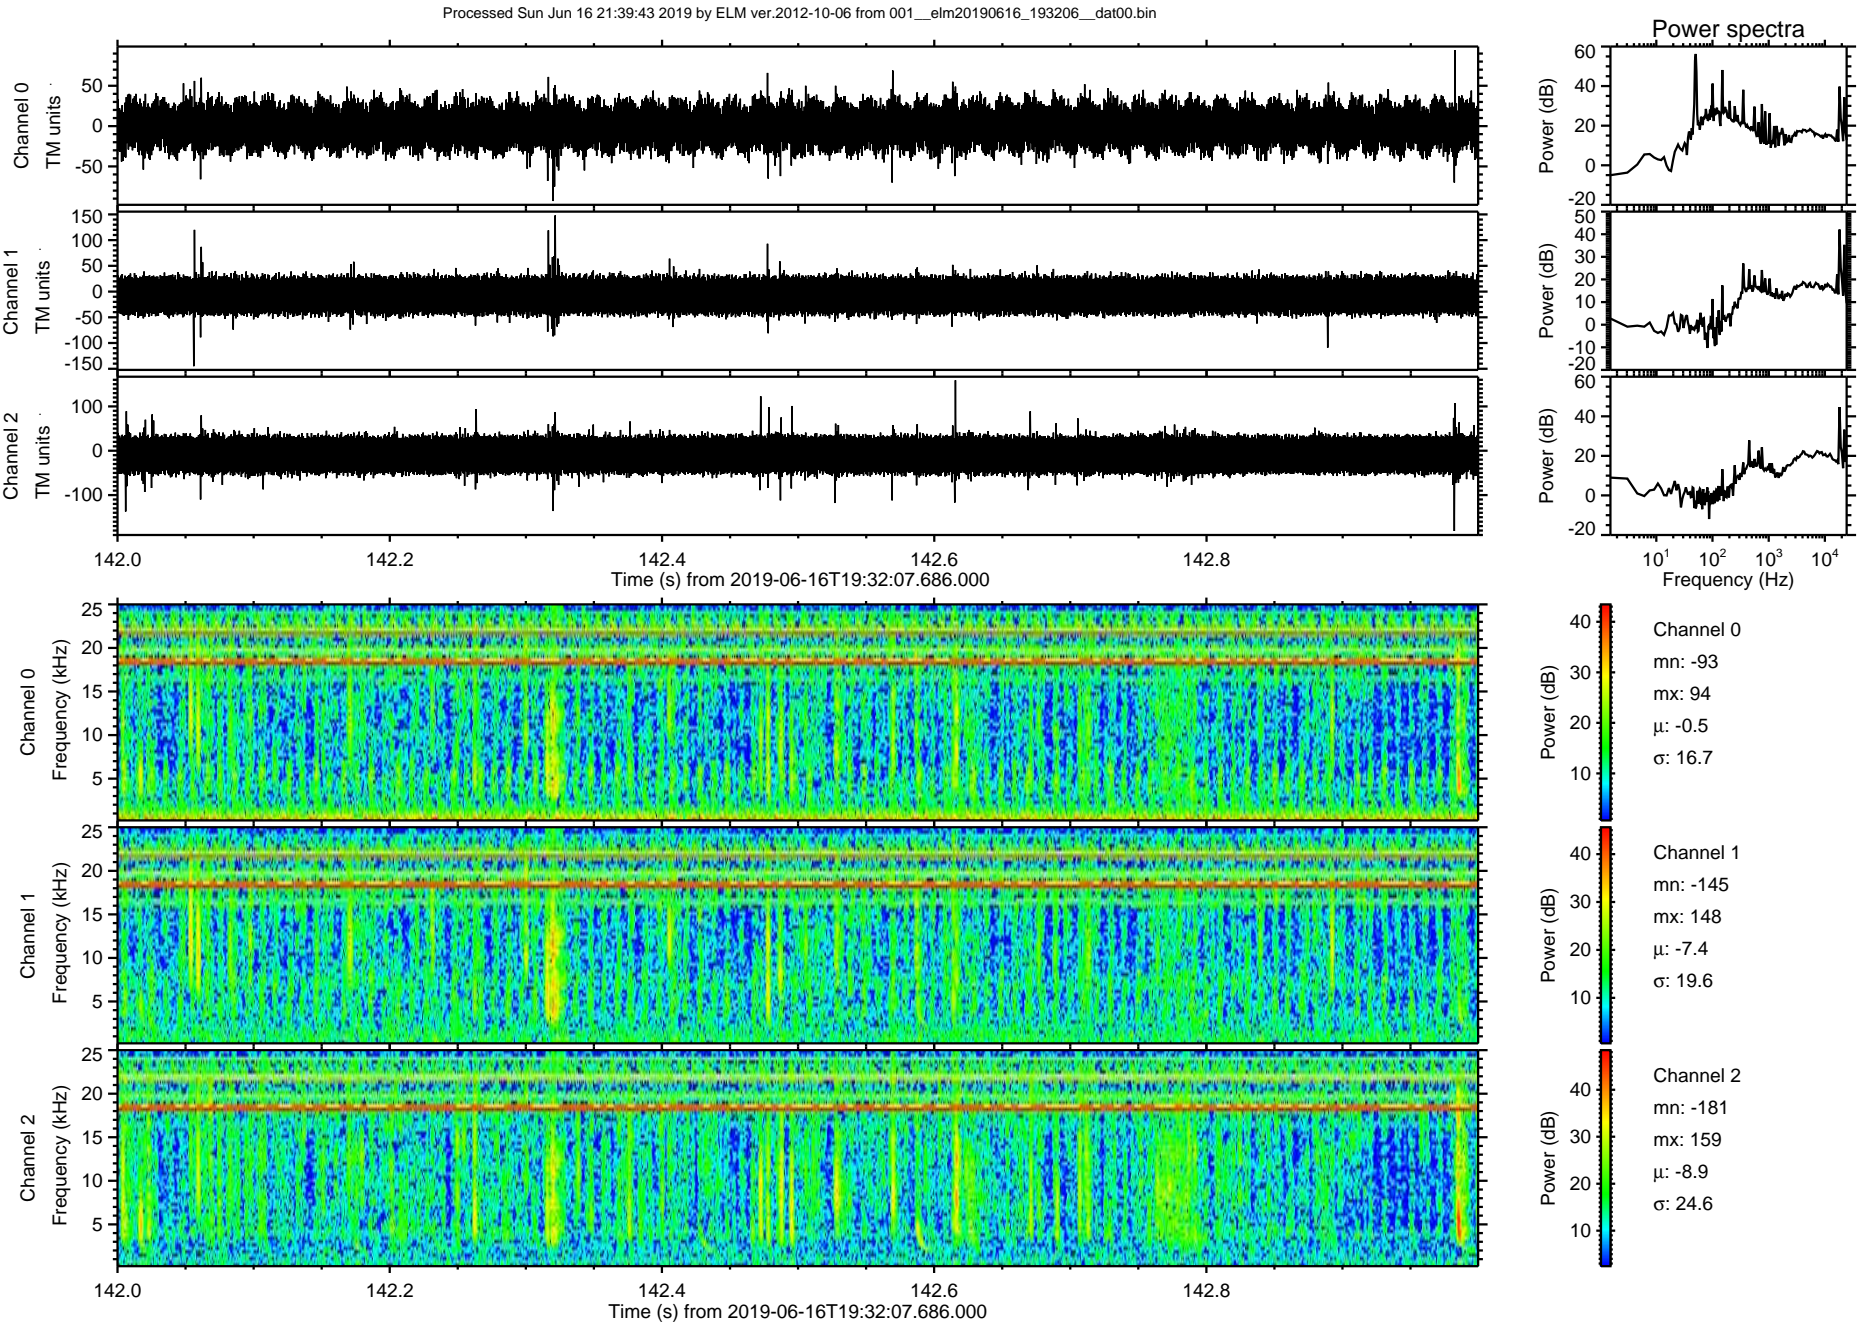 Processed Sun Jun 16 21:39:43 2019 by ELM ver.2012-10-06 from 001__elm20190616_193206__dat00.bin
Power spectra
Channel 0
TM units
50
0
-50
Power (dB)
60
40
20
0
-20
Channel 1
TM units
150
100
50
0
-50
-100
-150
Power (dB)
50
40
30
20
10
0
-10
-20
Channel 2
TM units
100
0
-100
Power (dB)
60
40
20
0
-20
142.0 142.2 142.4 142.6 142.8
Time (s) from 2019-06-16T19:32:07.686.000
10^1 10^2 10^3 10^4
Frequency (Hz)
Channel 0
Frequency (kHz)
25
20
15
10
5
Power (dB)
40
30
20
10
Channel 0
mn: -93
mx: 94
µ: -0.5
σ: 16.7
Channel 1
Frequency (kHz)
25
20
15
10
5
Power (dB)
40
30
20
10
Channel 1
mn: -145
mx: 148
µ: -7.4
σ: 19.6
Channel 2
Frequency (kHz)
25
20
15
10
5
Power (dB)
40
30
20
10
Channel 2
mn: -181
mx: 159
µ: -8.9
σ: 24.6
142.0 142.2 142.4 142.6 142.8
Time (s) from 2019-06-16T19:32:07.686.000